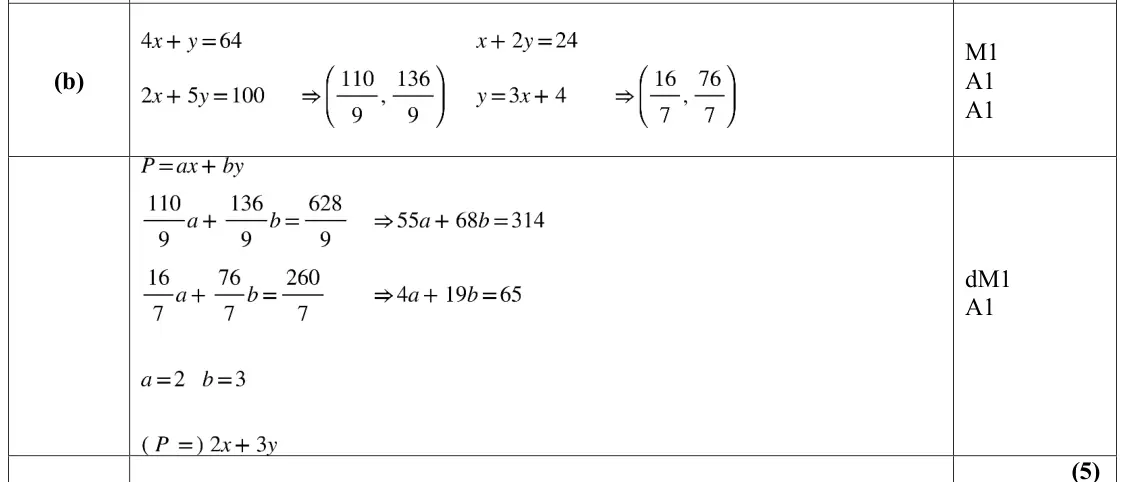 (b)
4x + y = 64 x + 2y = 24
2x + 5y = 100 ⇒ (110/9, 136/9) y = 3x + 4 ⇒ (16/7, 76/7)
M1
A1
A1
P = ax + by
110/9 a + 136/9 b = 628/9 ⇒ 55a + 68b = 314
16/7 a + 76/7 b = 260/7 ⇒ 4a + 19b = 65
a = 2 b = 3
( P = ) 2x + 3y
dM1
A1
(5)